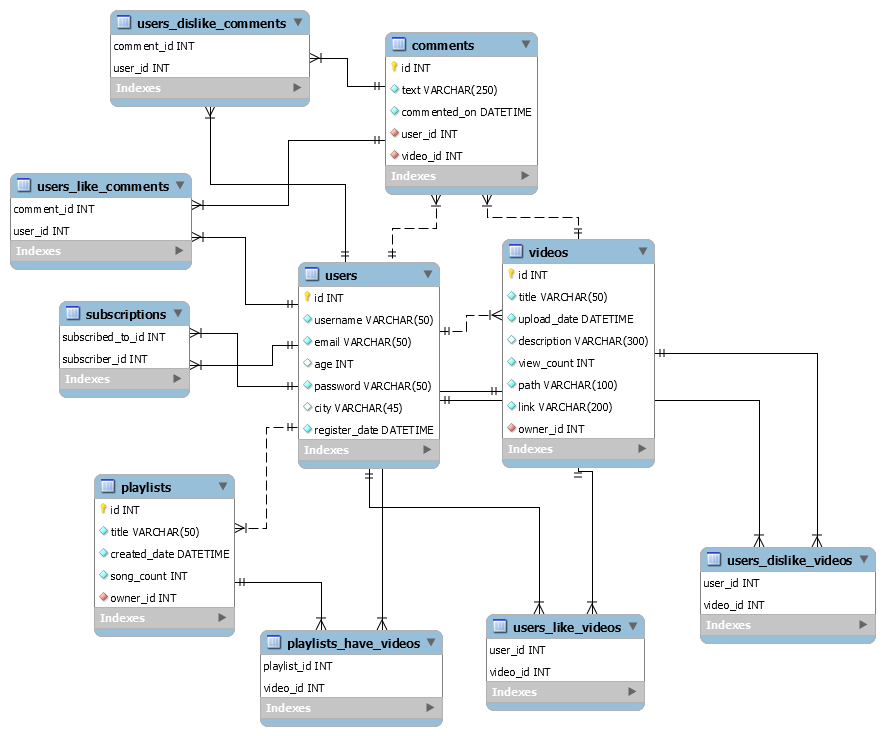 users_dislike_comments
comment_id INT
user_id INT
Indexes
comments
id INT
text VARCHAR(250)
commented_on DATETIME
user_id INT
video_id INT
Indexes
users_like_comments
comment_id INT
user_id INT
Indexes
users
id INT
username VARCHAR(50)
email VARCHAR(50)
age INT
password VARCHAR(50)
city VARCHAR(45)
register_date DATETIME
Indexes
videos
id INT
title VARCHAR(50)
upload_date DATETIME
description VARCHAR(300)
view_count INT
path VARCHAR(100)
link VARCHAR(200)
owner_id INT
Indexes
subscriptions
subscribed_to_id INT
subscriber_id INT
Indexes
playlists
id INT
title VARCHAR(50)
created_date DATETIME
song_count INT
owner_id INT
Indexes
playlists_have_videos
playlist_id INT
video_id INT
Indexes
users_like_videos
user_id INT
video_id INT
Indexes
users_dislike_videos
user_id INT
video_id INT
Indexes